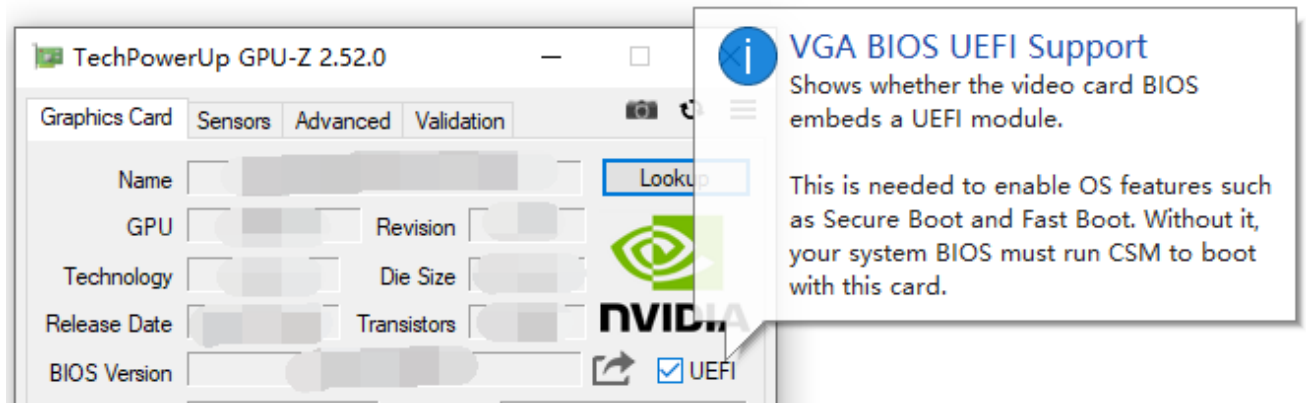 TechPowerUp GPU-Z 2.52.0
Graphics Card Sensors Advanced Validation
Name
Lookup
GPU Revision
Technology Die Size
Release Date Transistors
NVIDIA
BIOS Version UEFI
VGA BIOS UEFI Support
Shows whether the video card BIOS
embeds a UEFI module.
This is needed to enable OS features such
as Secure Boot and Fast Boot. Without it,
your system BIOS must run CSM to boot
with this card.